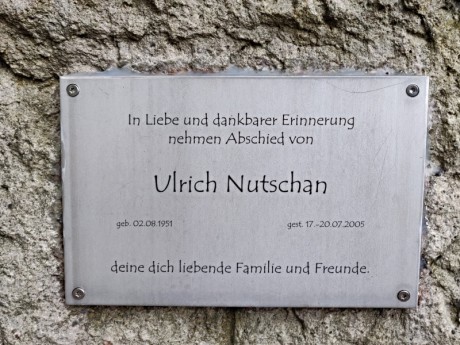 In Liebe und dankbarer Erinnerung
nehmen Abschied von
Ulrich Nutschan
geb. 02.08.1951 gest. 17.-20.07.2005
deine dich liebende Familie und Freunde.